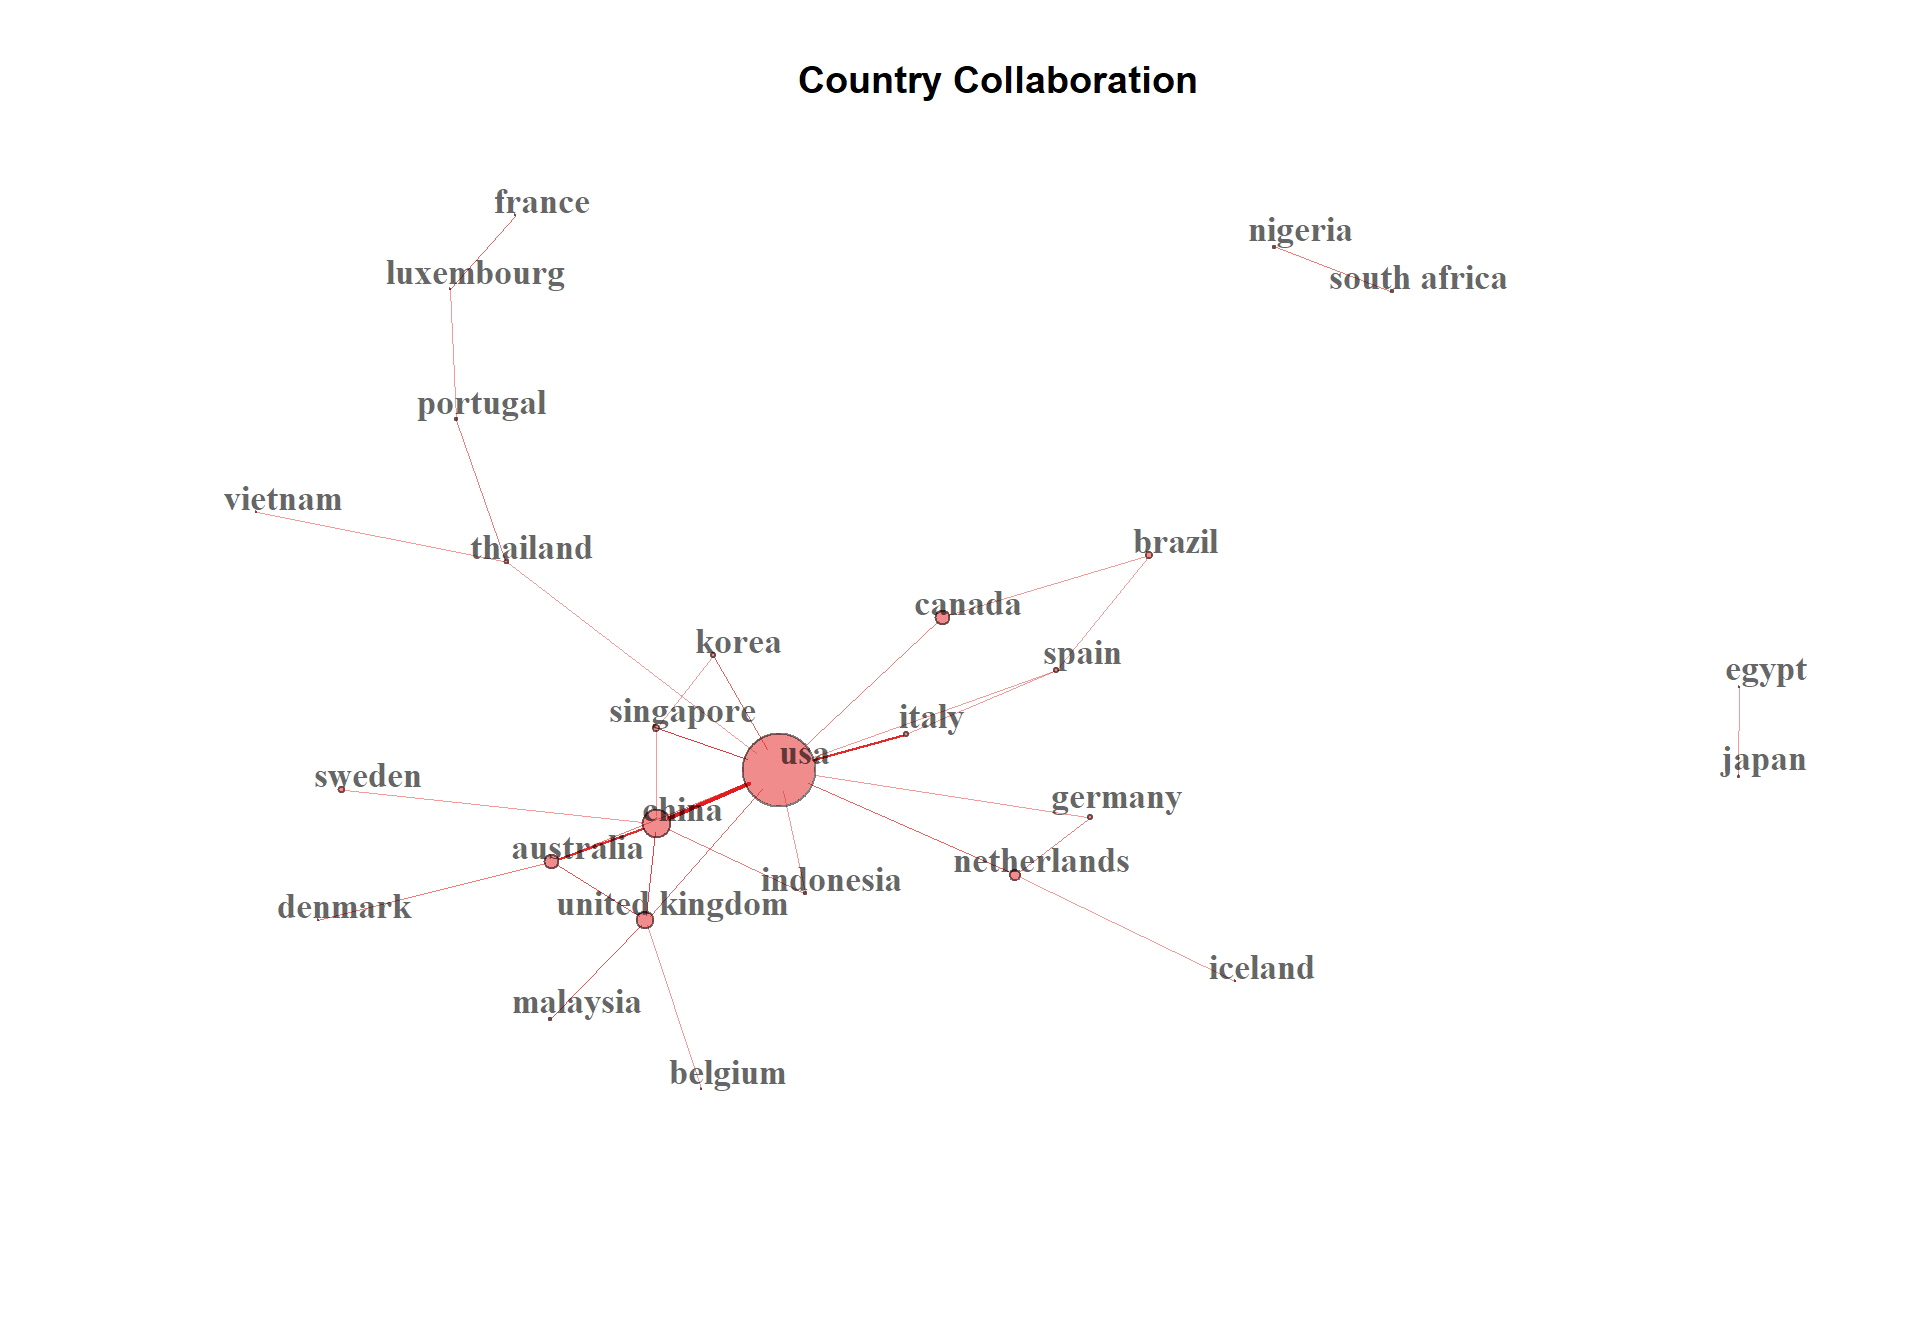 Country Collaboration
france
nigeria
luxembourg
south africa
portugal
vietnam
thailand
brazil
canada
korea
spain
egypt
singapore
italy
usa
japan
sweden
germany
china
australia
netherlands
indonesia
united kingdom
denmark
iceland
malaysia
belgium